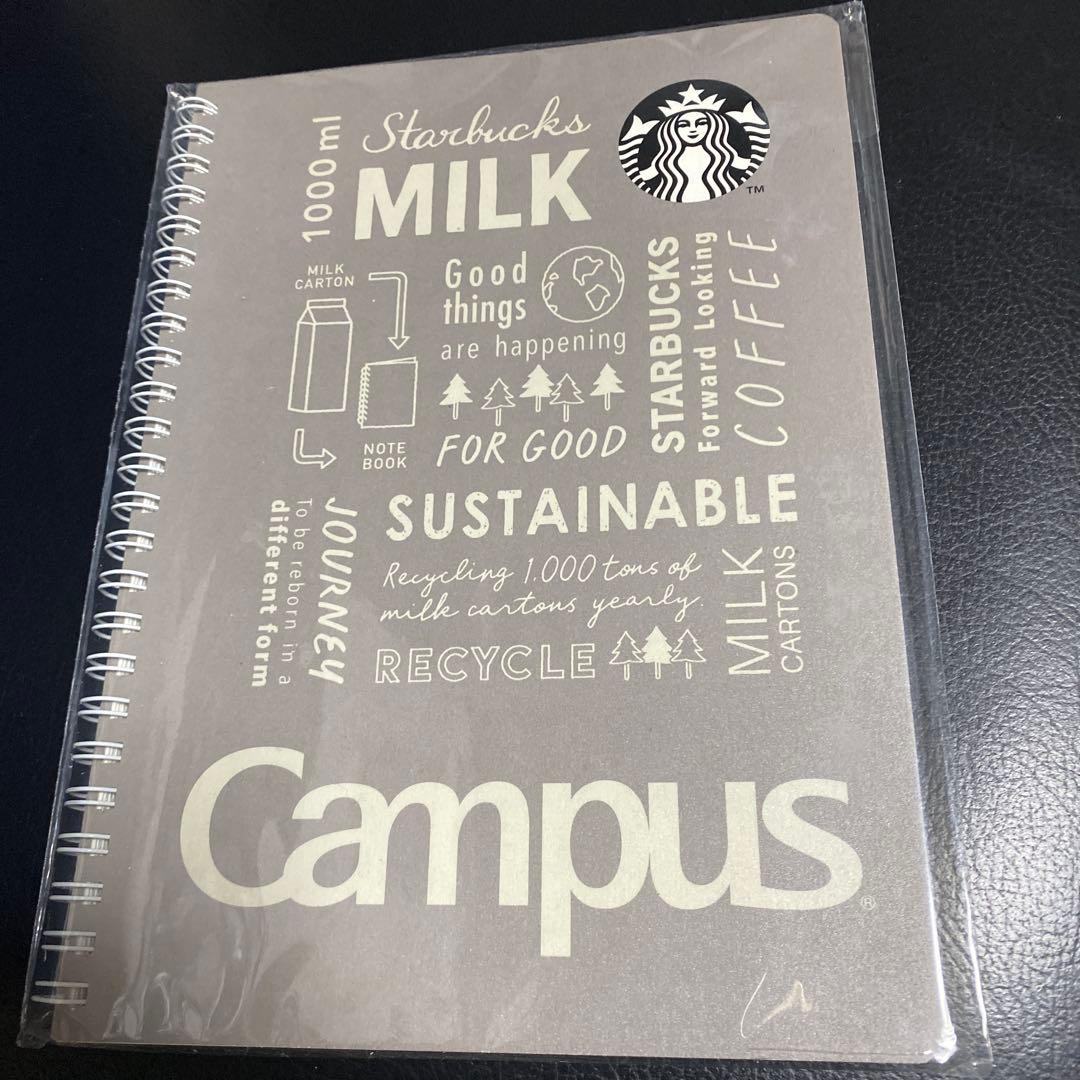 1000 ml
Starbucks
MILK
TM
MILK
CARTON
NOTE
BOOK
Good
things
are happening
FOR GOOD
STARBUCKS
Forward Looking
COFFEE
JOURNEY
To be reborn in a
different form
SUSTAINABLE
Recycling 1.000 tons of
milk cartons yearly.
RECYCLE
MILK
CARTONS
Campus
®